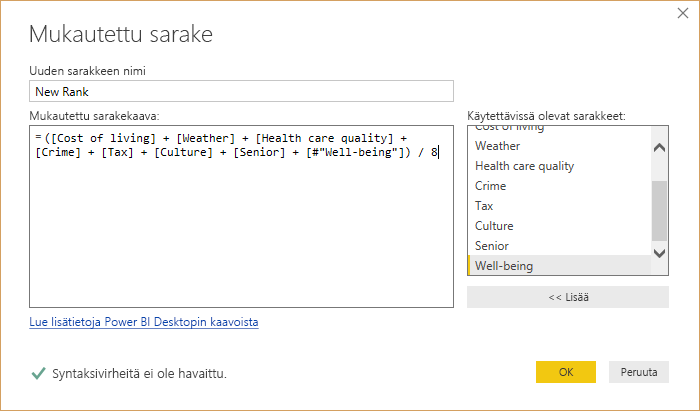 Mukautettu sarake
Uuden sarakkeen nimi
New Rank
Mukautettu sarakekaava:
= ([Cost of living] + [Weather] + [Health care quality] +
[Crime] + [Tax] + [Culture] + [Senior] + [#"Well-being"]) / 8
Käytettävissä olevat sarakkeet:
Cost of living
Weather
Health care quality
Crime
Tax
Culture
Senior
Well-being
<< Lisää
Lue lisätietoja Power BI Desktopin kaavoista
Syntaksivirheitä ei ole havaittu.
OK
Peruuta